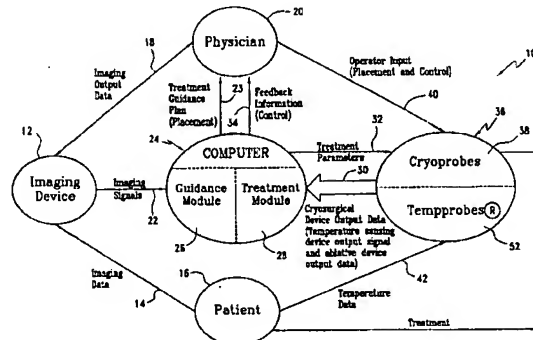 20
Physician
18
10
Imaging
Output
Data
Treatment
Guidance
Plan
(Placement)
23
34
Feedback
Information
(Control)
Operator Input
(Placement and Control)
40
36
38
12
24
32
COMPUTER
Treatment
Parameters
Cryoprobes
Imaging
Device
Imaging
Signals
22
Guidance
Module
Treatment
Module
30
Tempprobes
R
Cryosurgical
Device Output Data
(Temperature sensing
device output signal
and ablative device
output data)
52
26
28
Imaging
Data
14
16
Patient
42
Temperature
Data
Treatment